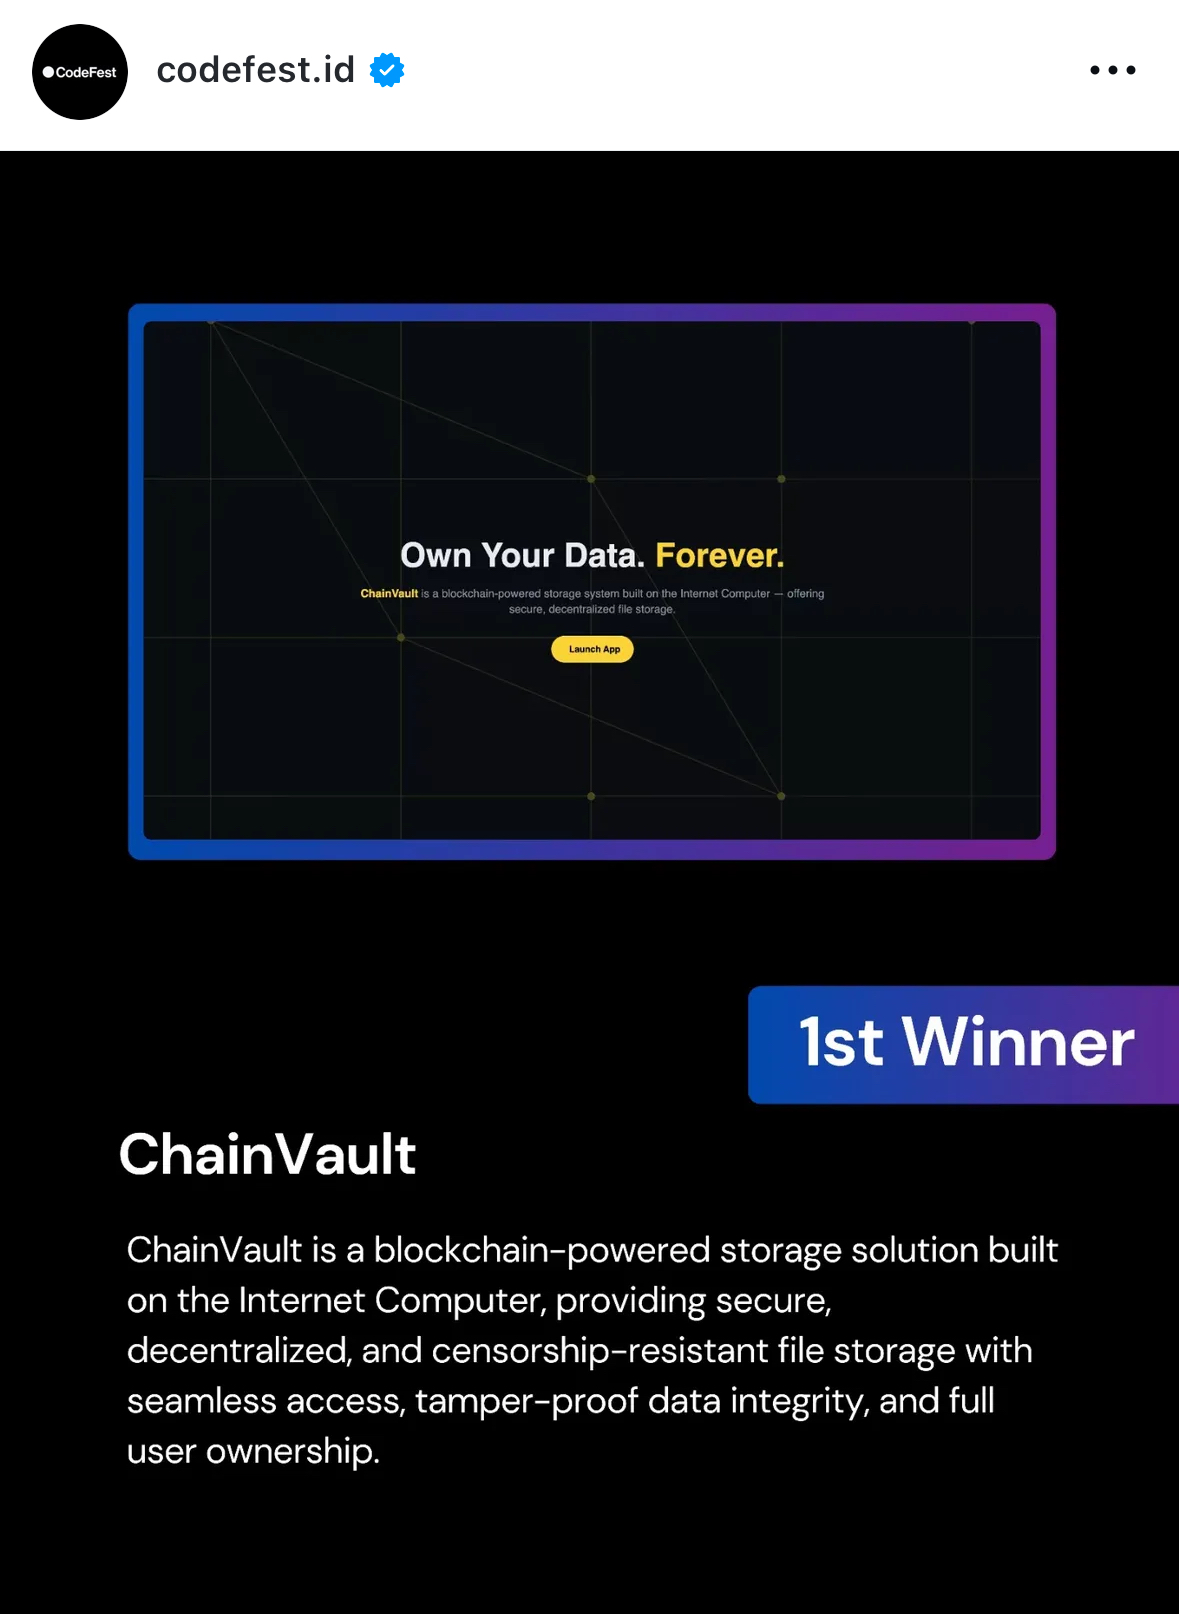 CodeFest
codefest.id
Own Your Data. Forever.
ChainVault is a blockchain-powered storage system built on the Internet Computer — offering
secure, decentralized file storage.
Launch App
1st Winner
ChainVault
ChainVault is a blockchain-powered storage solution built
on the Internet Computer, providing secure,
decentralized, and censorship-resistant file storage with
seamless access, tamper-proof data integrity, and full
user ownership.